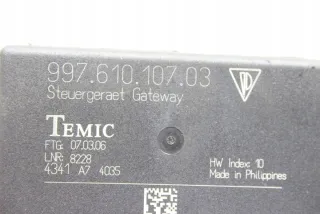 997.610.107.03
Steuergeraet Gateway
TEMIC
FTG: 07.03.06
LNR: 8228
4341 A7 4035
HW Index: 10
Made in Philippines